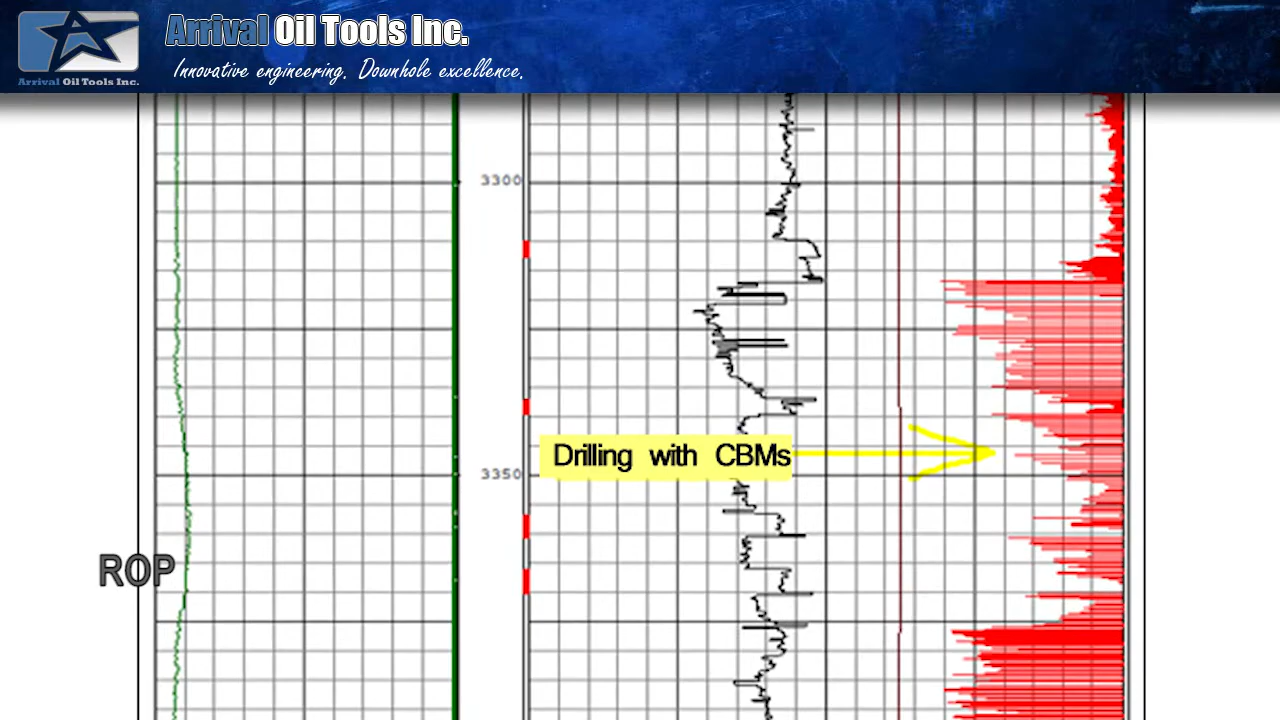 Arrival Oil Tools Inc.
Innovative engineering. Downhole excellence.
Arrival Oil Tools Inc.
3300
Drilling with CBMs
3350
ROP